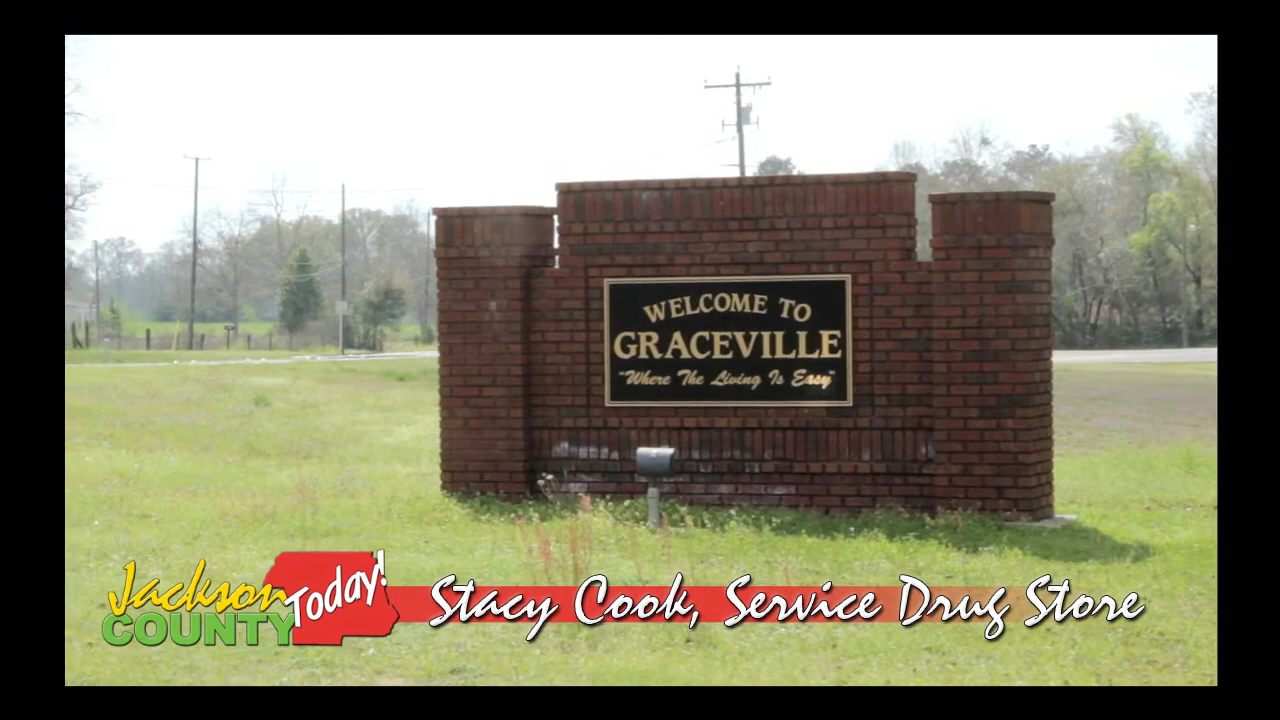 WELCOME TO
GRACEVILLE
"Where The Living Is Easy"
Jackson
COUNTY
Today!
Stacy Cook, Service Drug Store